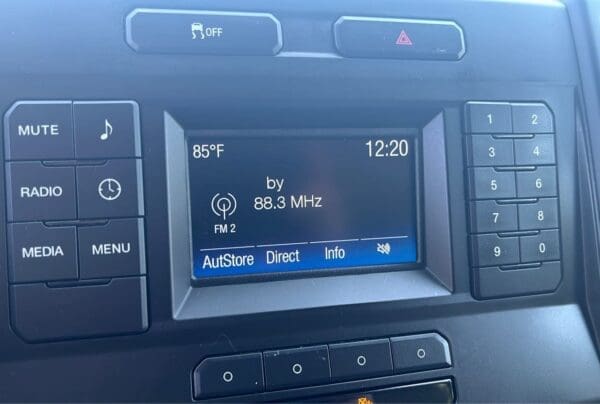 OFF
MUTE
RADIO
MEDIA MENU
85°F 12:20
by
88.3 MHz
FM 2
AutStore Direct Info
1 2
3 4
5 6
7 8
9 0